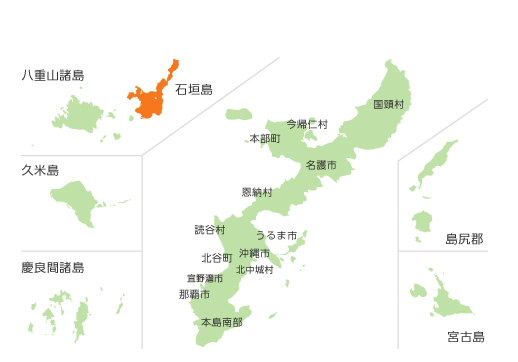 八重山諸島
石垣島
国頭村
今帰仁村
本部町
久米島
名護市
恩納村
読谷村
うるま市
島尻郡
沖縄市
北谷町
慶良間諸島
北中城村
宜野灣市
那覇市
本島南部
宮古島